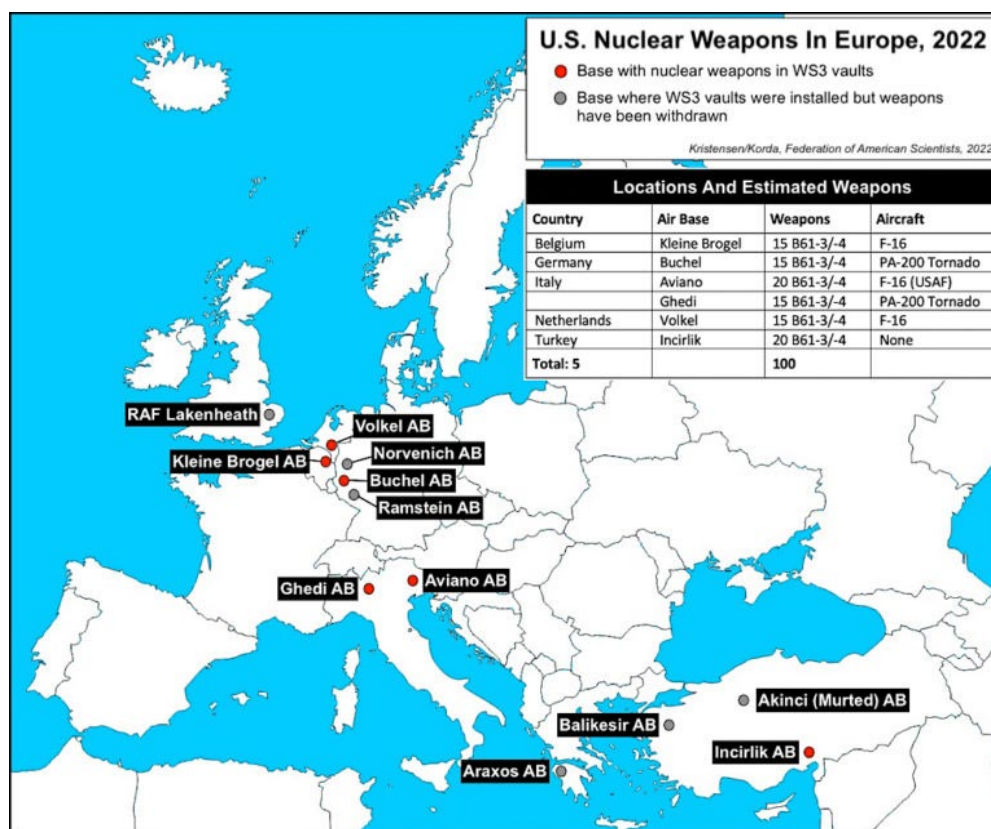 U.S. Nuclear Weapons In Europe, 2022
Base with nuclear weapons in WS3 vaults
Base where WS3 vaults were installed but weapons
have been withdrawn
Kristensen/Korda, Federation of American Scientists, 2022
Locations And Estimated Weapons
Country Air Base Weapons Aircraft
Belgium Kleine Brogel 15 B61-3/-4 F-16
Germany Buchel 15 B61-3/-4 PA-200 Tornado
Italy Aviano 20 B61-3/-4 F-16 (USAF)
Ghedi 15 B61-3/-4 PA-200 Tornado
Netherlands Volkel 15 B61-3/-4 F-16
Turkey Incirlik 20 B61-3/-4 None
Total: 5 100
RAF Lakenheath
Volkel AB
Kleine Brogel AB
Norvenich AB
Buchel AB
Ramstein AB
Ghedi AB
Aviano AB
Akinci (Murted) AB
Balikesir AB
Incirlik AB
Araxos AB